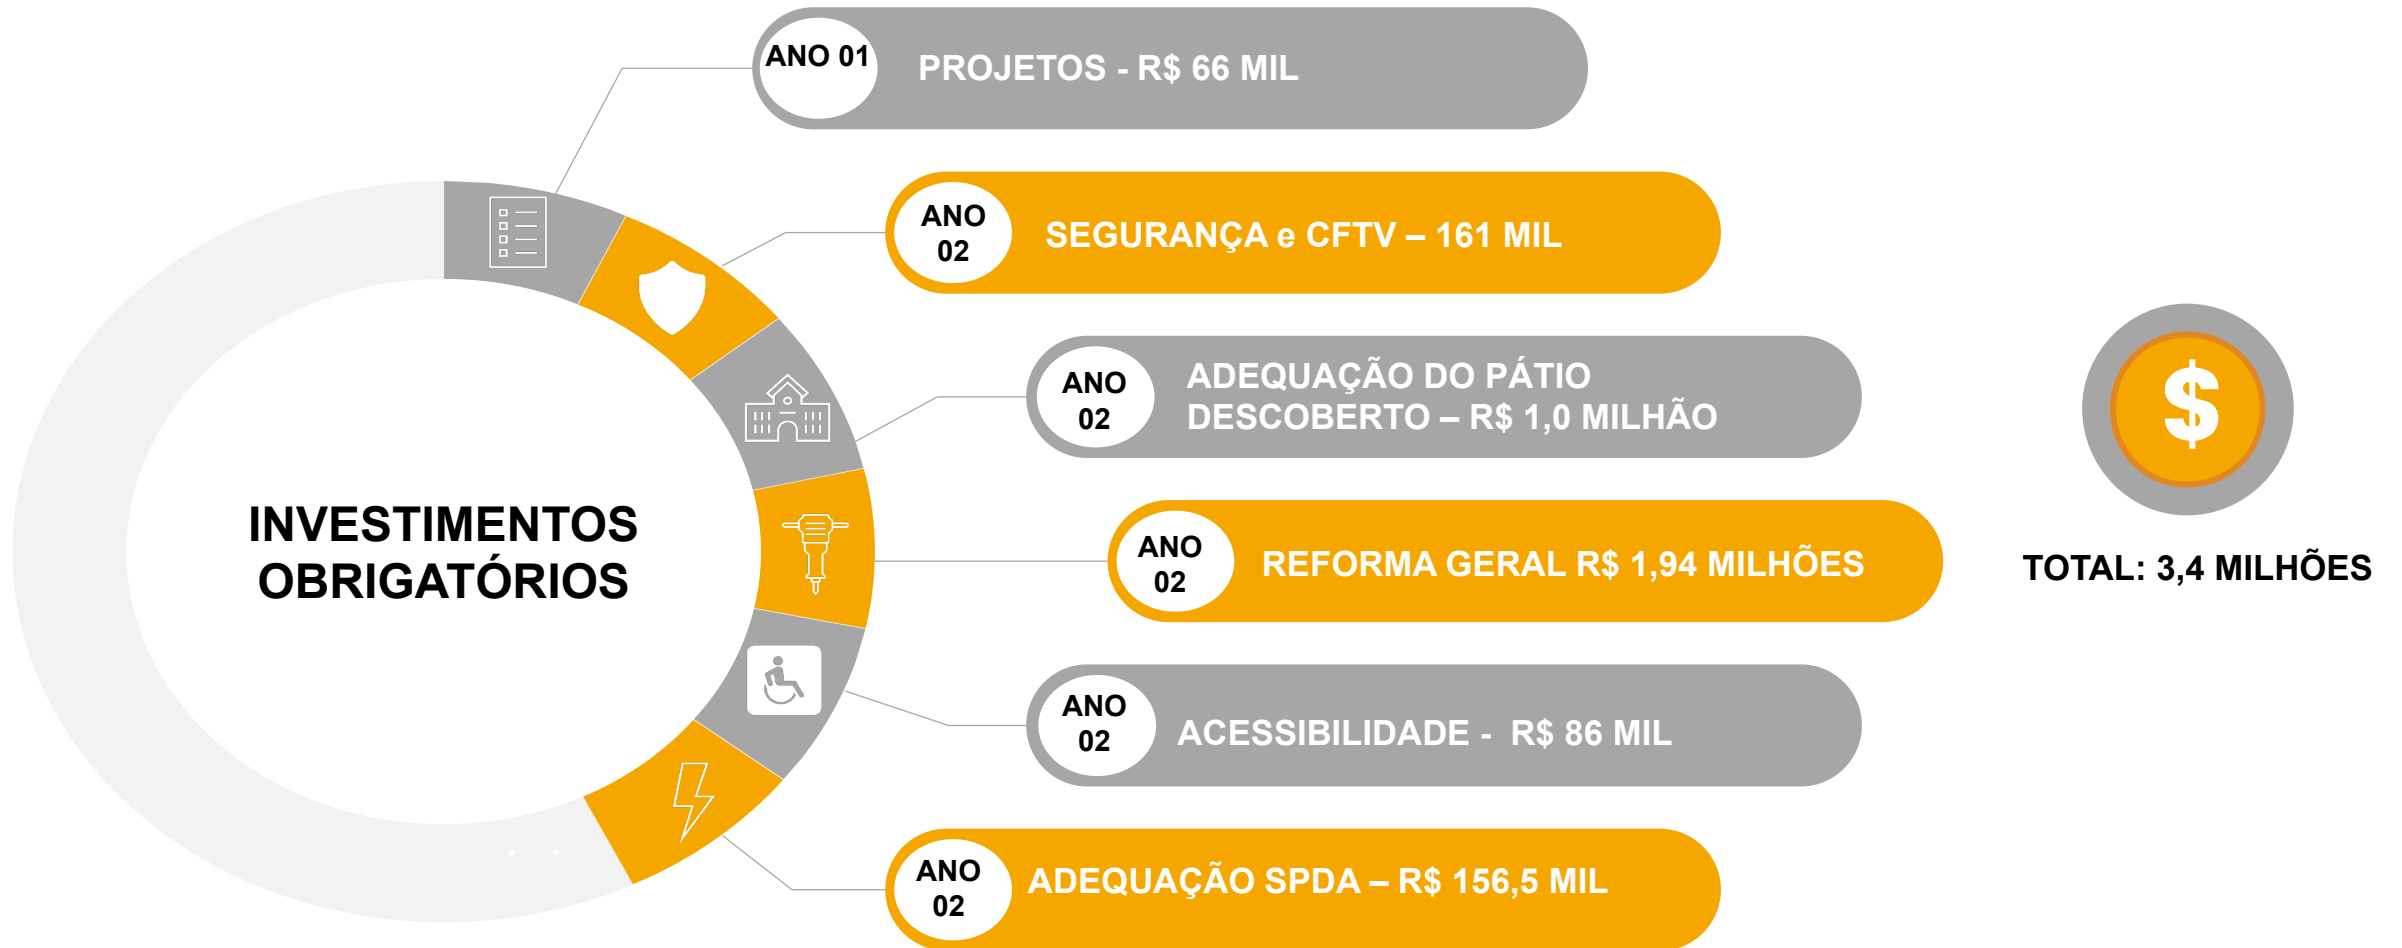 ANO 01
PROJETOS - R$ 66 MIL
ANO
02
SEGURANÇA e CFTV – 161 MIL
ANO
02
ADEQUAÇÃO DO PÁTIO
DESCOBERTO – R$ 1,0 MILHÃO
INVESTIMENTOS
OBRIGATÓRIOS
ANO
02
REFORMA GERAL R$ 1,94 MILHÕES
$
TOTAL: 3,4 MILHÕES
ANO
02
ACESSIBILIDADE - R$ 86 MIL
ANO
02
ADEQUAÇÃO SPDA – R$ 156,5 MIL